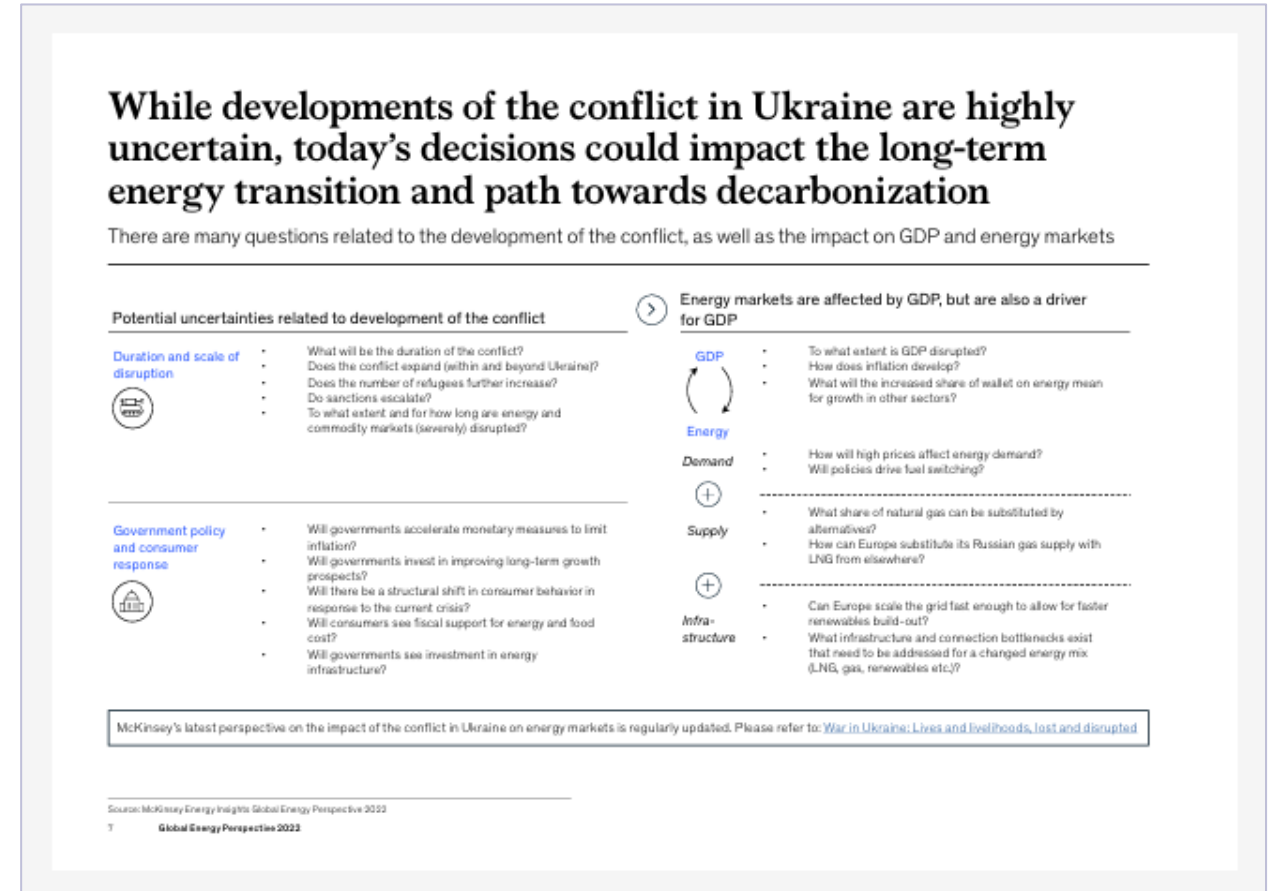 While developments of the conflict in Ukraine are highly
uncertain, today's decisions could impact the long-term
energy transition and path towards decarbonization
There are many questions related to the development of the conflict, as well as the impact on GDP and energy markets
Potential uncertainties related to development of the conflict
Duration and scale of
disruption
• What will be the duration of the conflict?
• Does the conflict expand (within and beyond Ukraine)?
• Does the number of refugees further increase?
• Do sanctions escalate?
• To what extent and for how long are energy and
commodity markets (severely) disrupted?
Government policy
and consumer
response
• Will governments accelerate monetary measures to limit
inflation?
• Will governments invest in improving long-term growth
prospects?
• Will there be a structural shift in consumer behavior in
response to the current crisis?
• Will consumers see fiscal support for energy and food
cost?
• Will governments see investment in energy
infrastructure?
Energy markets are affected by GDP, but are also a driver
for GDP
GDP
• To what extent is GDP disrupted?
• How does inflation develop?
• What will the increased share of wallet on energy mean
for growth in other sectors?
Energy
Demand
• How will high prices affect energy demand?
• Will policies drive fuel switching?
Supply
• What share of natural gas can be substituted by
alternatives?
• How can Europe substitute its Russian gas supply with
LNG from elsewhere?
Infra-
structure
• Can Europe scale the grid fast enough to allow for faster
renewables build-out?
• What infrastructure and connection bottlenecks exist
that need to be addressed for a changed energy mix
(LNG, gas, renewables etc.)?
McKinsey's latest perspective on the impact of the conflict in Ukraine on energy markets is regularly updated. Please refer to: War in Ukraine: Lives and livelihoods, lost and disrupted
Source: McKinsey Energy Insights Global Energy Perspective 2022
7 Global Energy Perspective 2022